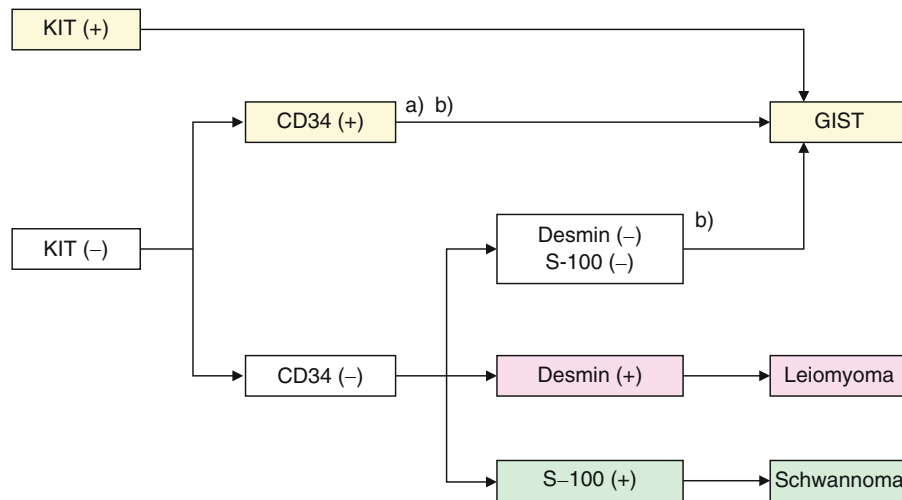 KIT (+)
CD34 (+)
a) b)
GIST
KIT (–)
Desmin (–)
S-100 (–)
b)
CD34 (–)
Desmin (+)
Leiomyoma
S–100 (+)
Schwannoma